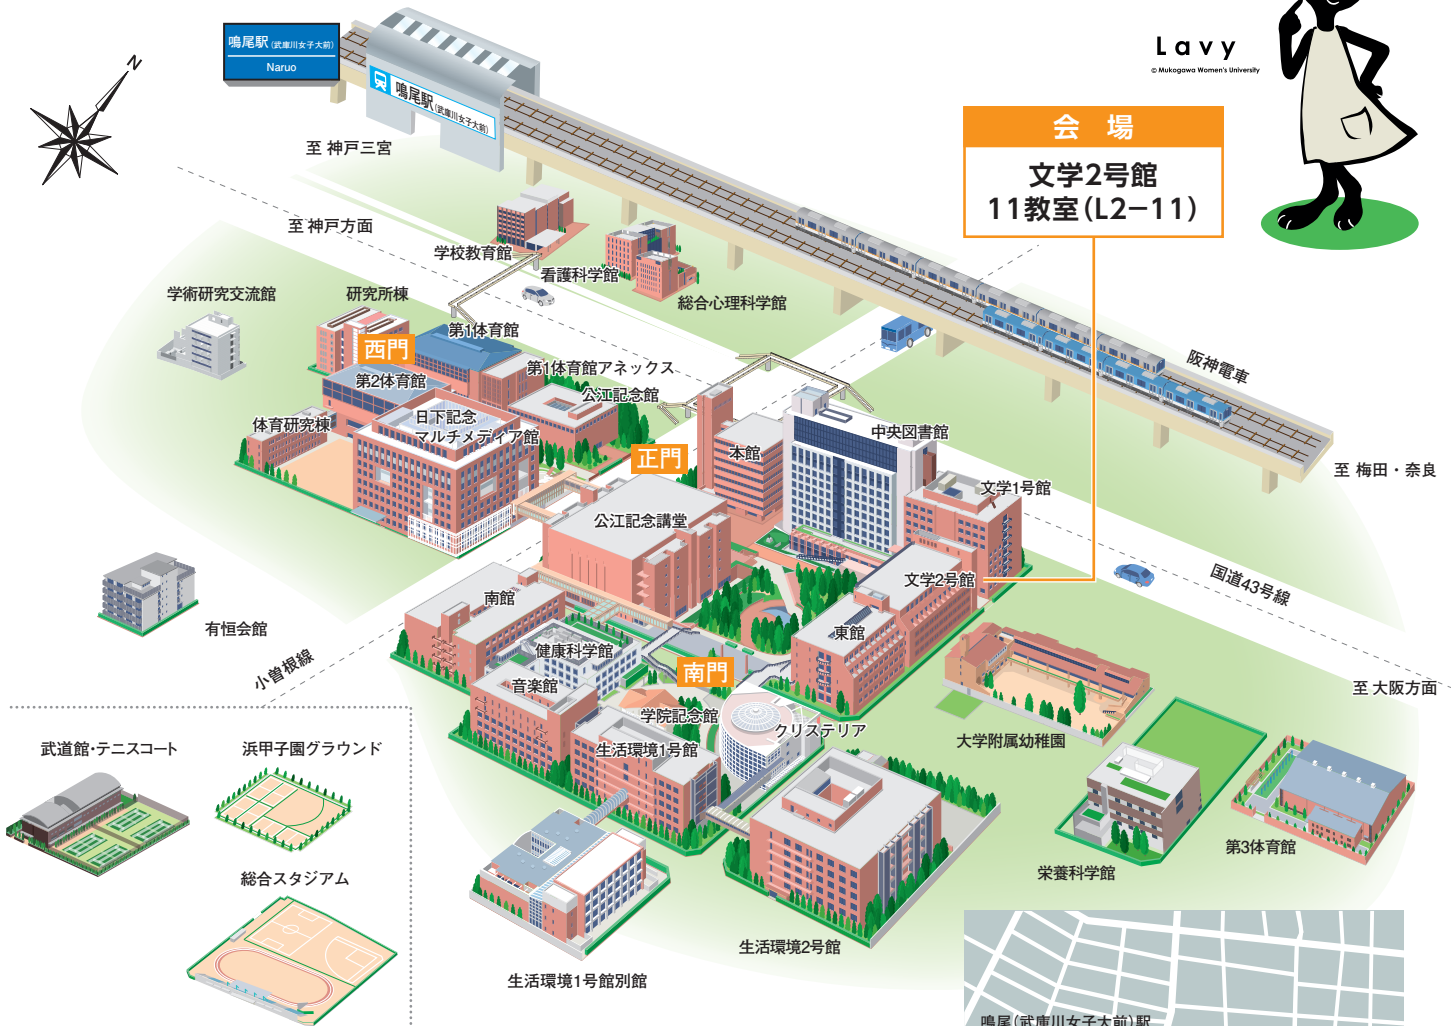 鳴尾駅(武庫川女子大前)
Naruo
N
鳴尾駅(武庫川女子大前)
Lavy
© Mukogawa Women's University
会 場
文学2号館
11教室(L2−11)
至 神戸三宮
至 神戸方面
学校教育館
看護科学館
総合心理科学館
学術研究交流館
研究所棟
第1体育館
西門
第1体育館アネックス
第2体育館
公江記念館
阪神電車
体育研究棟
日下記念
マルチメディア館
正門
本館
中央図書館
至 梅田・奈良
文学1号館
公江記念講堂
文学2号館
国道43号線
南館
有恒会館
東館
健康科学館
小曽根線
南門
音楽館
至 大阪方面
学院記念館
クリステリア
大学附属幼稚園
生活環境1号館
武道館・テニスコート
浜甲子園グラウンド
第3体育館
栄養科学館
総合スタジアム
生活環境2号館
生活環境1号館別館
鳴尾(武庫川女子大前)駅